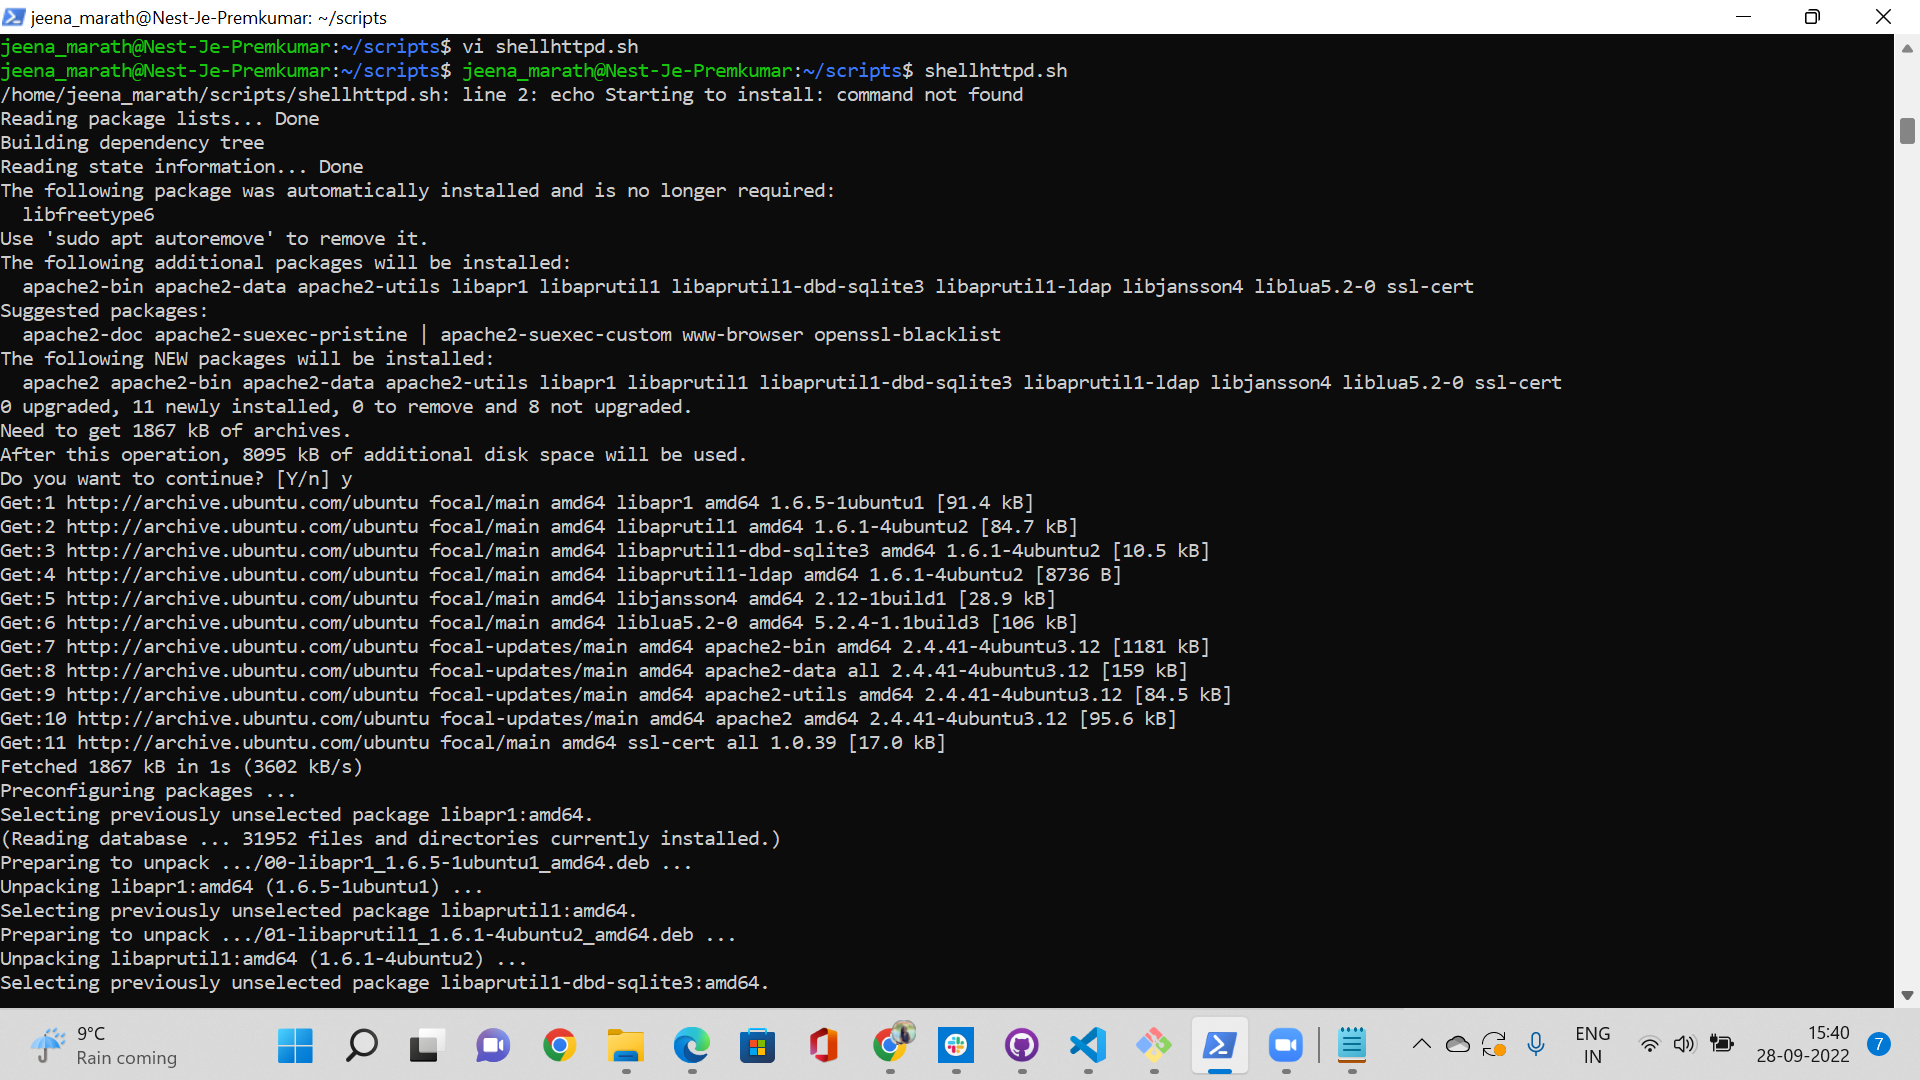 jeena_marath@Nest-Je-Premkumar: ~/scripts
jeena_marath@Nest-Je-Premkumar:~/scripts$ vi shellhttpd.sh
jeena_marath@Nest-Je-Premkumar:~/scripts$ jeena_marath@Nest-Je-Premkumar:~/scripts$ shellhttpd.sh
/home/jeena_marath/scripts/shellhttpd.sh: line 2: echo Starting to install: command not found
Reading package lists... Done
Building dependency tree
Reading state information... Done
The following package was automatically installed and is no longer required:
  libfreetype6
Use 'sudo apt autoremove' to remove it.
The following additional packages will be installed:
  apache2-bin apache2-data apache2-utils libapr1 libaprutil1 libaprutil1-dbd-sqlite3 libaprutil1-ldap libjansson4 liblua5.2-0 ssl-cert
Suggested packages:
  apache2-doc apache2-suexec-pristine | apache2-suexec-custom www-browser openssl-blacklist
The following NEW packages will be installed:
  apache2 apache2-bin apache2-data apache2-utils libapr1 libaprutil1 libaprutil1-dbd-sqlite3 libaprutil1-ldap libjansson4 liblua5.2-0 ssl-cert
0 upgraded, 11 newly installed, 0 to remove and 8 not upgraded.
Need to get 1867 kB of archives.
After this operation, 8095 kB of additional disk space will be used.
Do you want to continue? [Y/n] y
Get:1 http://archive.ubuntu.com/ubuntu focal/main amd64 libapr1 amd64 1.6.5-1ubuntu1 [91.4 kB]
Get:2 http://archive.ubuntu.com/ubuntu focal/main amd64 libaprutil1 amd64 1.6.1-4ubuntu2 [84.7 kB]
Get:3 http://archive.ubuntu.com/ubuntu focal/main amd64 libaprutil1-dbd-sqlite3 amd64 1.6.1-4ubuntu2 [10.5 kB]
Get:4 http://archive.ubuntu.com/ubuntu focal/main amd64 libaprutil1-ldap amd64 1.6.1-4ubuntu2 [8736 B]
Get:5 http://archive.ubuntu.com/ubuntu focal/main amd64 libjansson4 amd64 2.12-1build1 [28.9 kB]
Get:6 http://archive.ubuntu.com/ubuntu focal/main amd64 liblua5.2-0 amd64 5.2.4-1.1build3 [106 kB]
Get:7 http://archive.ubuntu.com/ubuntu focal-updates/main amd64 apache2-bin amd64 2.4.41-4ubuntu3.12 [1181 kB]
Get:8 http://archive.ubuntu.com/ubuntu focal-updates/main amd64 apache2-data all 2.4.41-4ubuntu3.12 [159 kB]
Get:9 http://archive.ubuntu.com/ubuntu focal-updates/main amd64 apache2-utils amd64 2.4.41-4ubuntu3.12 [84.5 kB]
Get:10 http://archive.ubuntu.com/ubuntu focal-updates/main amd64 apache2 amd64 2.4.41-4ubuntu3.12 [95.6 kB]
Get:11 http://archive.ubuntu.com/ubuntu focal/main amd64 ssl-cert all 1.0.39 [17.0 kB]
Fetched 1867 kB in 1s (3602 kB/s)
Preconfiguring packages ...
Selecting previously unselected package libapr1:amd64.
(Reading database ... 31952 files and directories currently installed.)
Preparing to unpack .../00-libapr1_1.6.5-1ubuntu1_amd64.deb ...
Unpacking libapr1:amd64 (1.6.5-1ubuntu1) ...
Selecting previously unselected package libaprutil1:amd64.
Preparing to unpack .../01-libaprutil1_1.6.1-4ubuntu2_amd64.deb ...
Unpacking libaprutil1:amd64 (1.6.1-4ubuntu2) ...
Selecting previously unselected package libaprutil1-dbd-sqlite3:amd64.
9°C
Rain coming
ENG
IN
15:40
28-09-2022
7